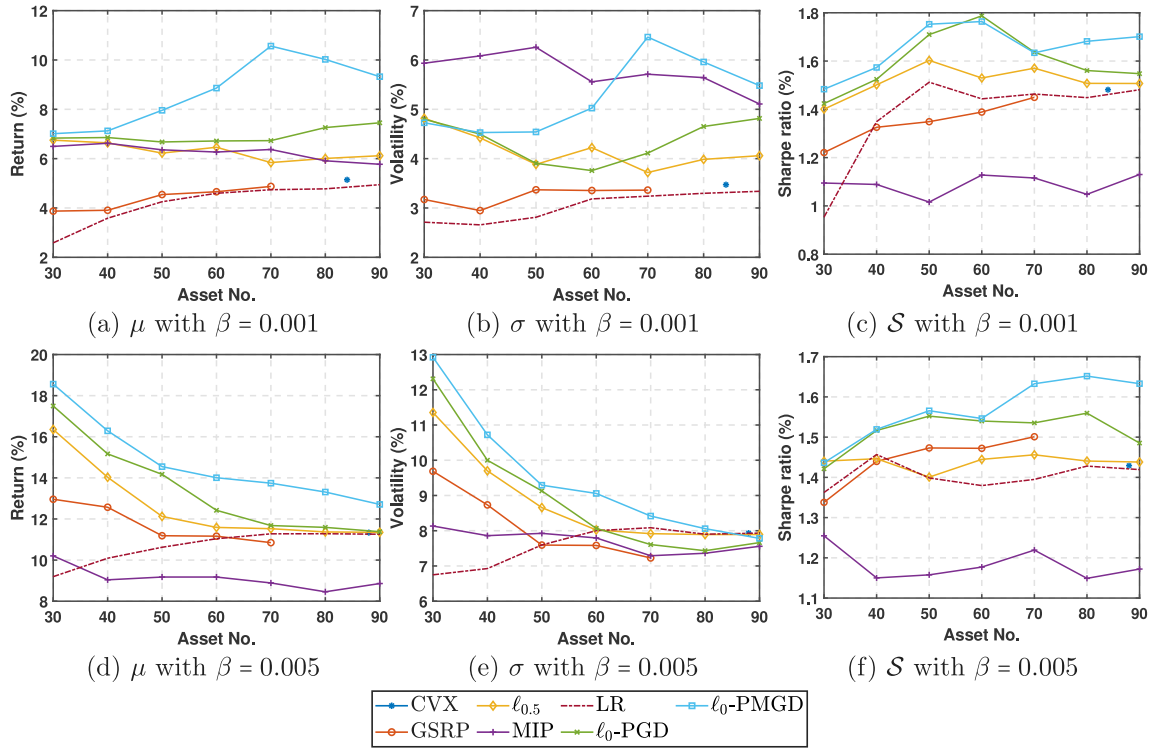 12
10
8
6
4
2
Return (%)
30 40 50 60 70 80 90
Asset No.
(a) μ with β = 0.001
7
6
5
4
3
2
Volatility (%)
30 40 50 60 70 80 90
Asset No.
(b) σ with β = 0.001
1.8
1.6
1.4
1.2
1
0.8
Sharpe ratio (%)
30 40 50 60 70 80 90
Asset No.
(c) 𝒮 with β = 0.001
20
18
16
14
12
10
8
Return (%)
30 40 50 60 70 80 90
Asset No.
(d) μ with β = 0.005
13
12
11
10
9
8
7
6
Volatility (%)
30 40 50 60 70 80 90
Asset No.
(e) σ with β = 0.005
1.7
1.6
1.5
1.4
1.3
1.2
1.1
Sharpe ratio (%)
30 40 50 60 70 80 90
Asset No.
(f) 𝒮 with β = 0.005
CVX ℓ0.5 LR ℓ0-PMGD
GSRP MIP ℓ0-PGD